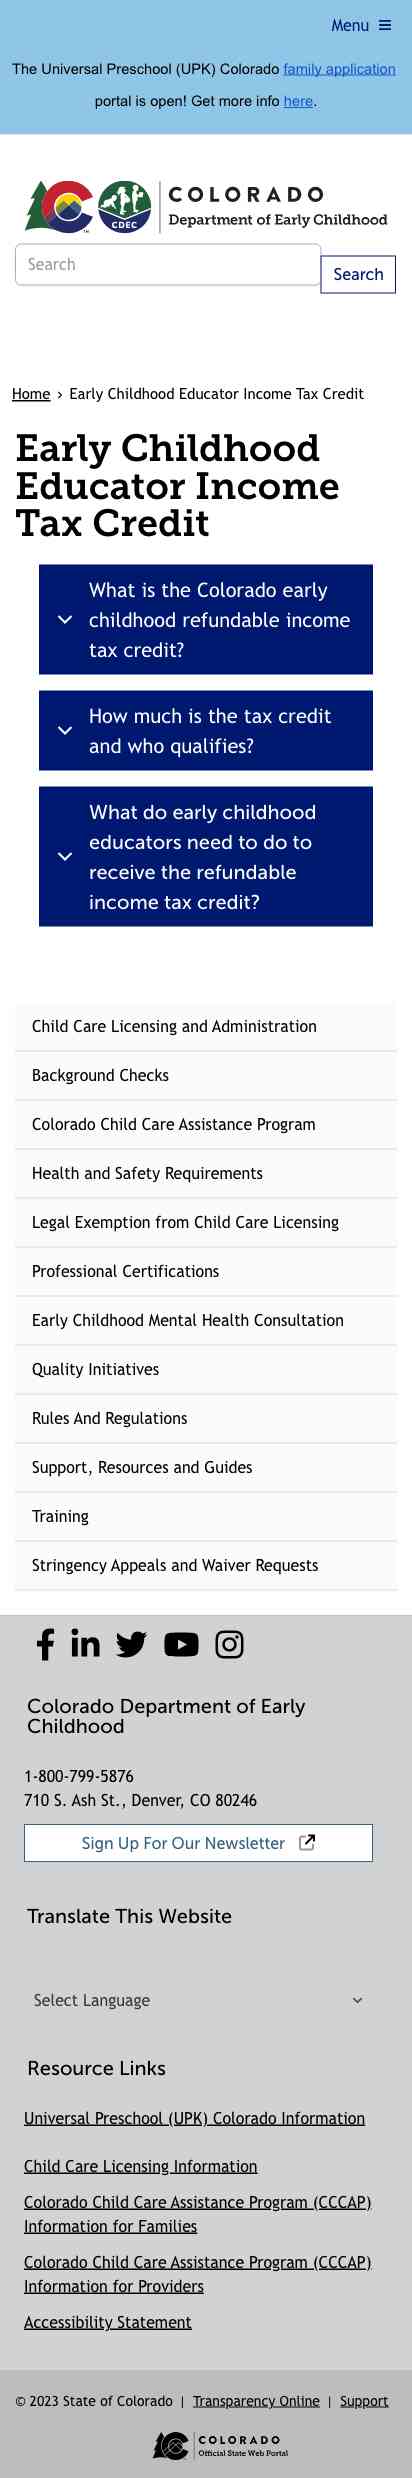 Menu
The Universal Preschool (UPK) Colorado family application
portal is open! Get more info here.
COLORADO
Department of Early Childhood
CDEC
TM
Search
Search
Home › Early Childhood Educator Income Tax Credit
Early Childhood
Educator Income
Tax Credit
What is the Colorado early
childhood refundable income
tax credit?
How much is the tax credit
and who qualifies?
What do early childhood
educators need to do to
receive the refundable
income tax credit?
Child Care Licensing and Administration
Background Checks
Colorado Child Care Assistance Program
Health and Safety Requirements
Legal Exemption from Child Care Licensing
Professional Certifications
Early Childhood Mental Health Consultation
Quality Initiatives
Rules And Regulations
Support, Resources and Guides
Training
Stringency Appeals and Waiver Requests
Colorado Department of Early
Childhood
1-800-799-5876
710 S. Ash St., Denver, CO 80246
Sign Up For Our Newsletter
Translate This Website
Select Language
Resource Links
Universal Preschool (UPK) Colorado Information
Child Care Licensing Information
Colorado Child Care Assistance Program (CCCAP)
Information for Families
Colorado Child Care Assistance Program (CCCAP)
Information for Providers
Accessibility Statement
© 2023 State of Colorado | Transparency Online | Support
COLORADO
Official State Web Portal